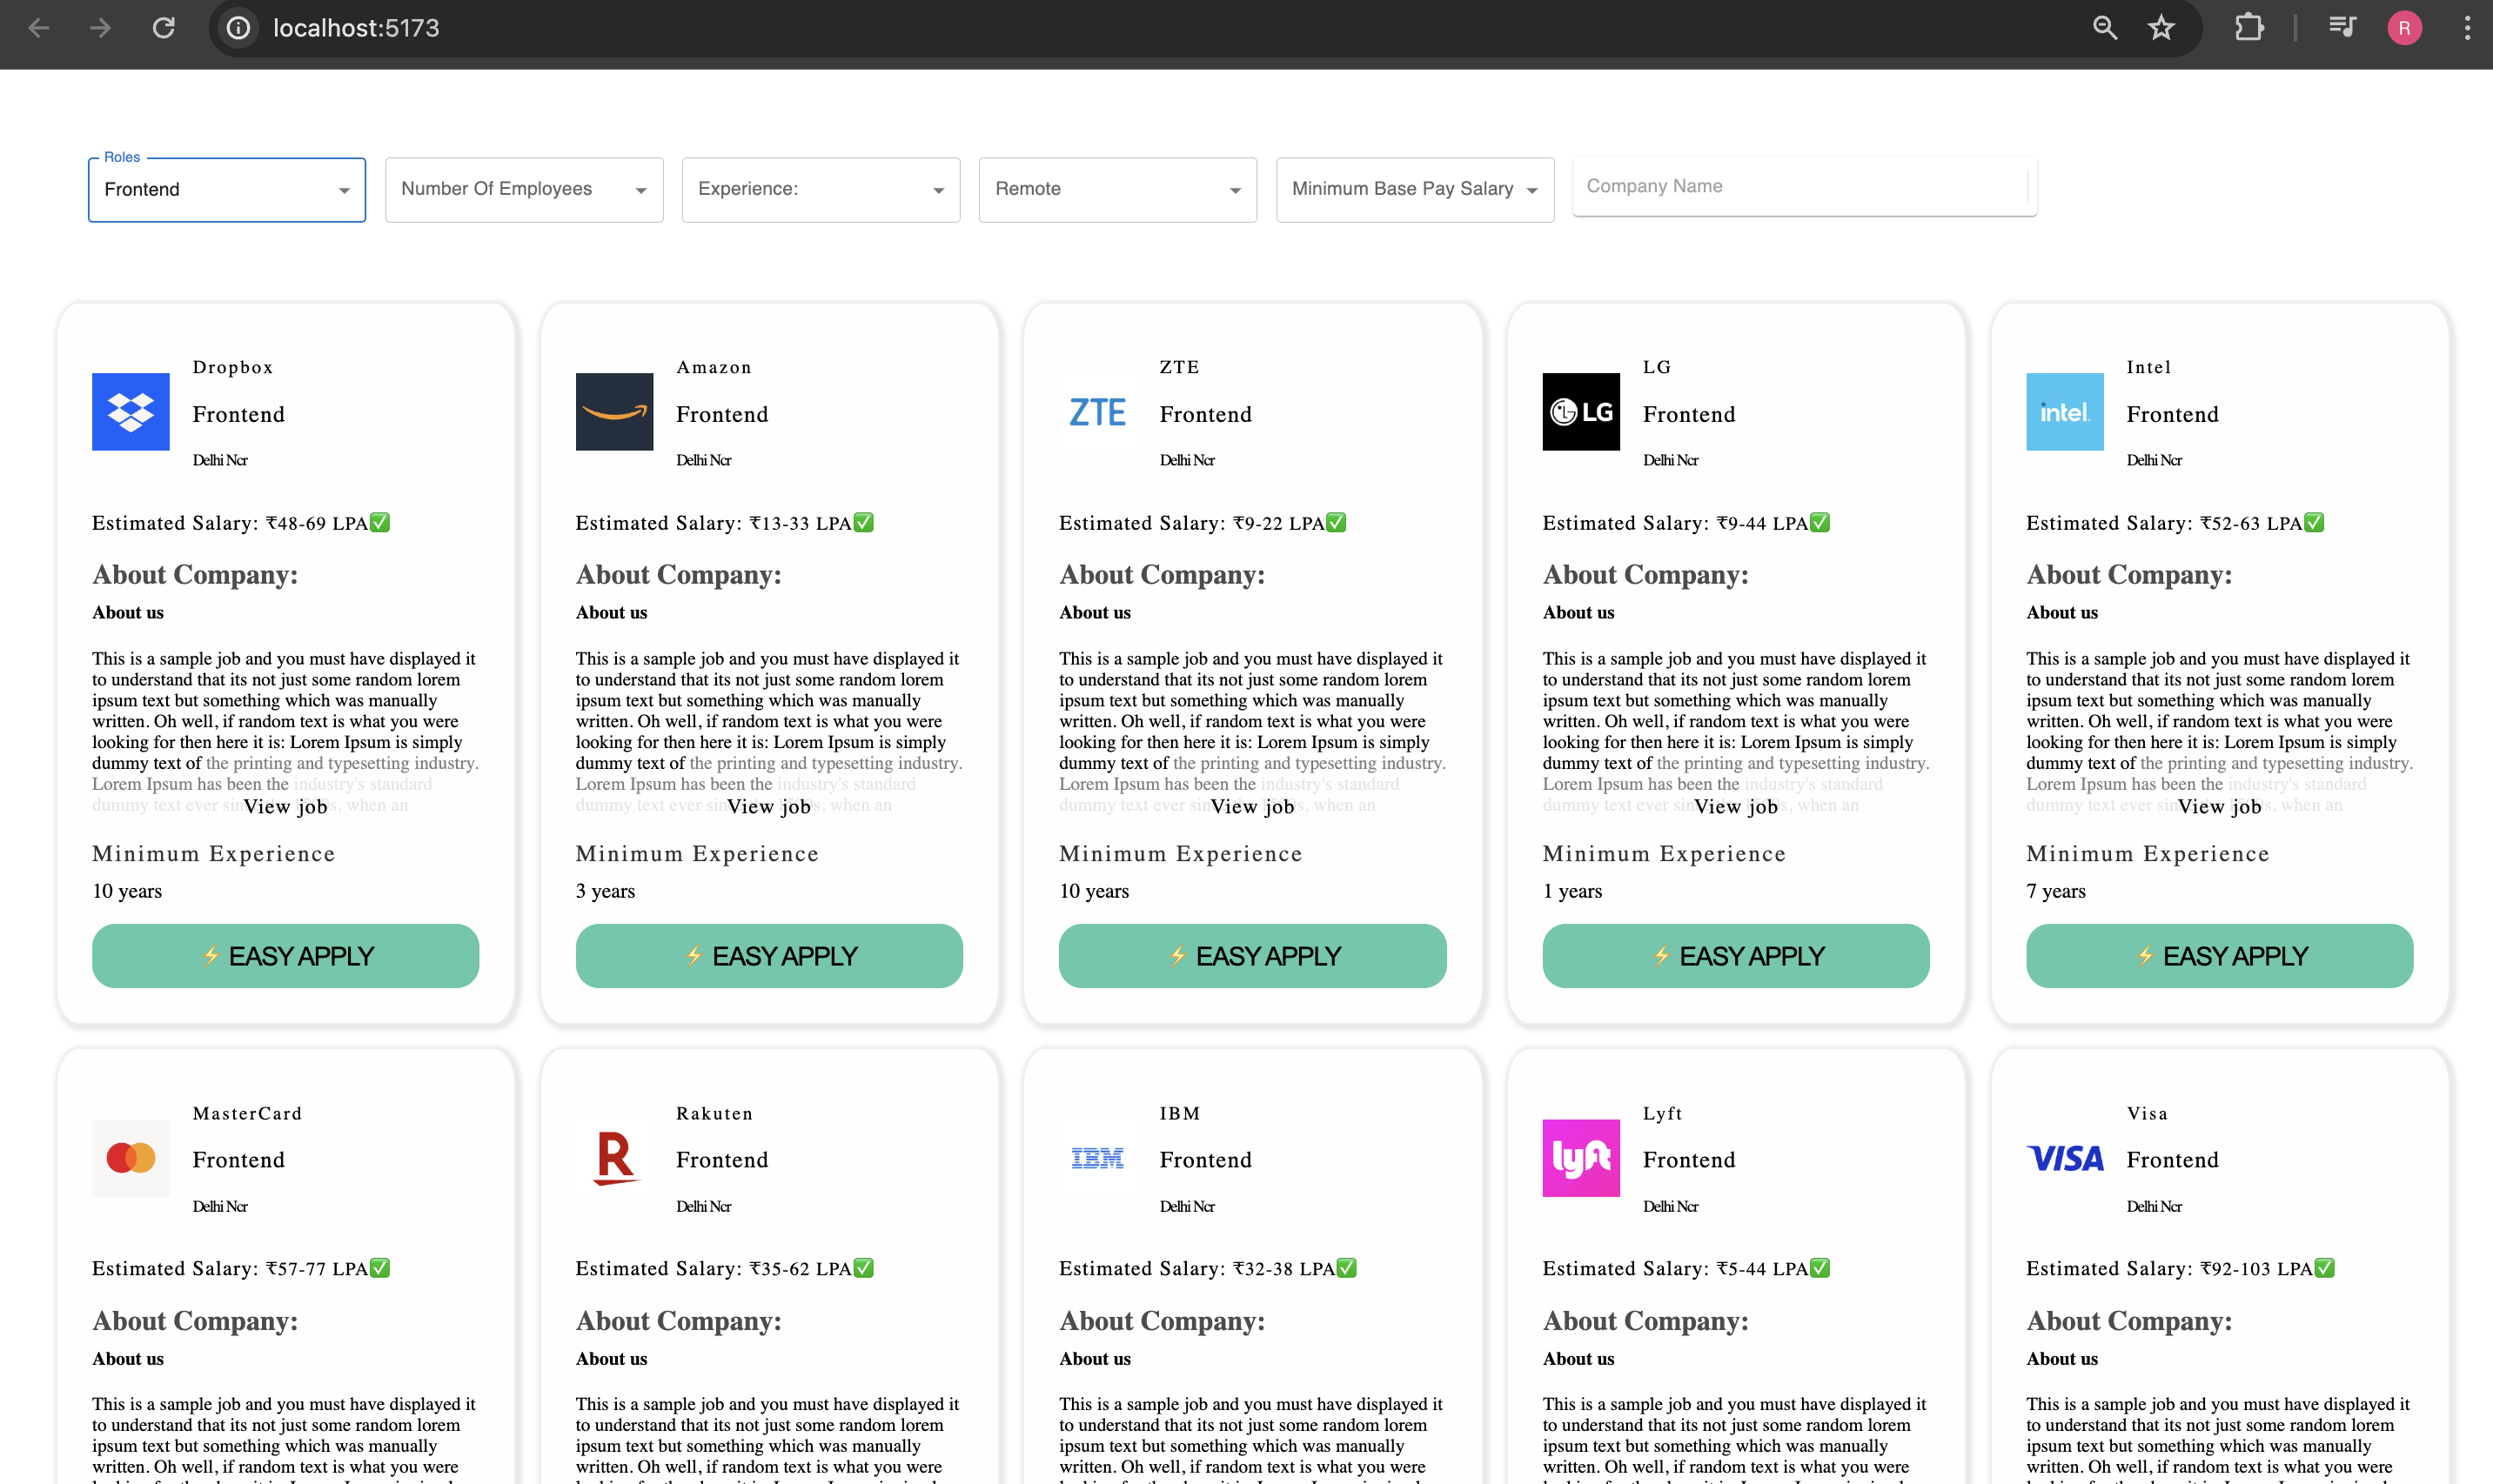 localhost:5173
R
Roles
Frontend
Number Of Employees
Experience:
Remote
Minimum Base Pay Salary
Company Name
Dropbox
Frontend
Delhi Ncr
Estimated Salary: ₹48-69 LPA✅
About Company:
About us
This is a sample job and you must have displayed it
to understand that its not just some random lorem
ipsum text but something which was manually
written. Oh well, if random text is what you were
looking for then here it is: Lorem Ipsum is simply
dummy text of the printing and typesetting industry.
Lorem Ipsum has been the industry's standard
dummy text ever since the 1500s, when an
View job
Minimum Experience
10 years
⚡ EASY APPLY
Amazon
Frontend
Delhi Ncr
Estimated Salary: ₹13-33 LPA✅
About Company:
About us
This is a sample job and you must have displayed it
to understand that its not just some random lorem
ipsum text but something which was manually
written. Oh well, if random text is what you were
looking for then here it is: Lorem Ipsum is simply
dummy text of the printing and typesetting industry.
Lorem Ipsum has been the industry's standard
dummy text ever since the 1500s, when an
View job
Minimum Experience
3 years
⚡ EASY APPLY
ZTE
ZTE
Frontend
Delhi Ncr
Estimated Salary: ₹9-22 LPA✅
About Company:
About us
This is a sample job and you must have displayed it
to understand that its not just some random lorem
ipsum text but something which was manually
written. Oh well, if random text is what you were
looking for then here it is: Lorem Ipsum is simply
dummy text of the printing and typesetting industry.
Lorem Ipsum has been the industry's standard
dummy text ever since the 1500s, when an
View job
Minimum Experience
10 years
⚡ EASY APPLY
LG
LG
Frontend
Delhi Ncr
Estimated Salary: ₹9-44 LPA✅
About Company:
About us
This is a sample job and you must have displayed it
to understand that its not just some random lorem
ipsum text but something which was manually
written. Oh well, if random text is what you were
looking for then here it is: Lorem Ipsum is simply
dummy text of the printing and typesetting industry.
Lorem Ipsum has been the industry's standard
dummy text ever since the 1500s, when an
View job
Minimum Experience
1 years
⚡ EASY APPLY
intel
Intel
Frontend
Delhi Ncr
Estimated Salary: ₹52-63 LPA✅
About Company:
About us
This is a sample job and you must have displayed it
to understand that its not just some random lorem
ipsum text but something which was manually
written. Oh well, if random text is what you were
looking for then here it is: Lorem Ipsum is simply
dummy text of the printing and typesetting industry.
Lorem Ipsum has been the industry's standard
dummy text ever since the 1500s, when an
View job
Minimum Experience
7 years
⚡ EASY APPLY
MasterCard
Frontend
Delhi Ncr
Estimated Salary: ₹57-77 LPA✅
About Company:
About us
This is a sample job and you must have displayed it
to understand that its not just some random lorem
ipsum text but something which was manually
written. Oh well, if random text is what you were
R
Rakuten
Frontend
Delhi Ncr
Estimated Salary: ₹35-62 LPA✅
About Company:
About us
This is a sample job and you must have displayed it
to understand that its not just some random lorem
ipsum text but something which was manually
written. Oh well, if random text is what you were
IBM
IBM
Frontend
Delhi Ncr
Estimated Salary: ₹32-38 LPA✅
About Company:
About us
This is a sample job and you must have displayed it
to understand that its not just some random lorem
ipsum text but something which was manually
written. Oh well, if random text is what you were
lyft
Lyft
Frontend
Delhi Ncr
Estimated Salary: ₹5-44 LPA✅
About Company:
About us
This is a sample job and you must have displayed it
to understand that its not just some random lorem
ipsum text but something which was manually
written. Oh well, if random text is what you were
VISA
Visa
Frontend
Delhi Ncr
Estimated Salary: ₹92-103 LPA✅
About Company:
About us
This is a sample job and you must have displayed it
to understand that its not just some random lorem
ipsum text but something which was manually
written. Oh well, if random text is what you were